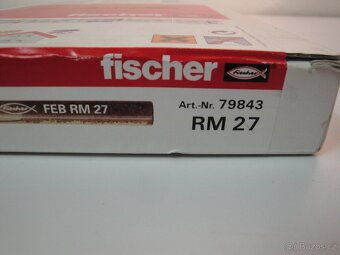 fischer
fischer
Art.-Nr. 79843
FEB RM 27
RM 27